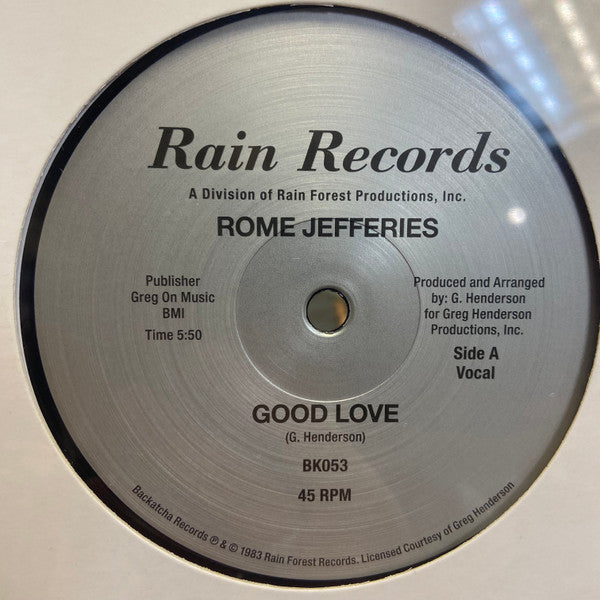 Rain Records
A Division of Rain Forest Productions, Inc.
ROME JEFFERIES
Publisher
Greg On Music
BMI
Time 5:50
Produced and Arranged
by: G. Henderson
for Greg Henderson
Productions, Inc.
Side A
Vocal
GOOD LOVE
(G. Henderson)
BK053
45 RPM
Backatcha Records ℗ & © 1983 Rain Forest Records. Licensed Courtesy of Greg Henderson